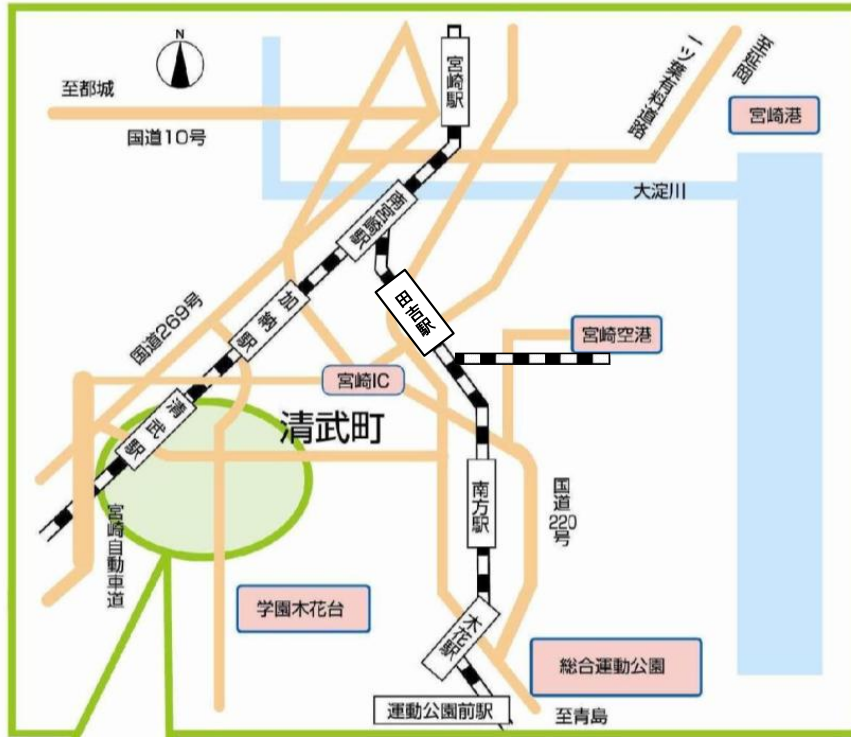 N
宮崎駅
至延岡
一ツ葉有料道路
至都城
宮崎港
国道10号
大淀川
南宮崎駅
加納駅
田吉駅
国道269号
宮崎空港
宮崎IC
清武駅
清武町
南方駅
国道220号
宮崎自動車道
学園木花台
木花駅
総合運動公園
運動公園前駅
至青島